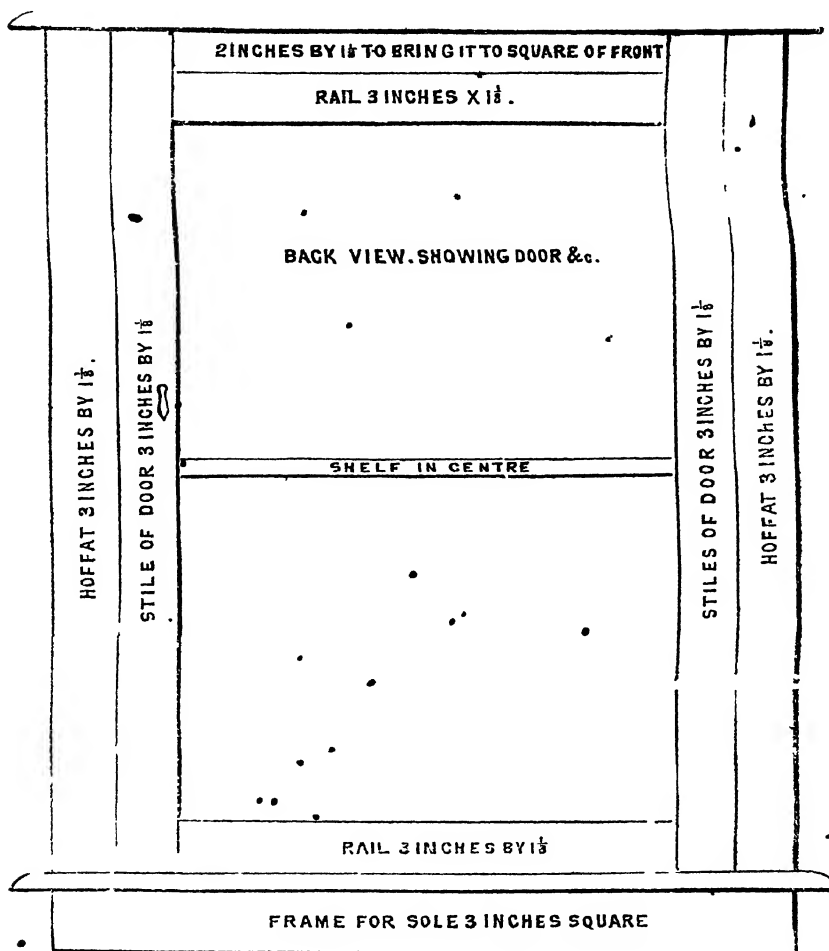 2 INCHES BY 1⅛ TO BRING IT TO SQUARE OF FRONT
RAIL 3 INCHES X 1⅛.
BACK VIEW. SHOWING DOOR &c.
HOFFAT 3 INCHES BY 1⅛.
STILE OF DOOR 3 INCHES BY 1⅛
SHELF IN CENTRE
STILES OF DOOR 3 INCHES BY 1⅛
HOFFAT 3 INCHES BY 1⅛.
RAIL 3 INCHES BY 1⅛
FRAME FOR SOLE 3 INCHES SQUARE